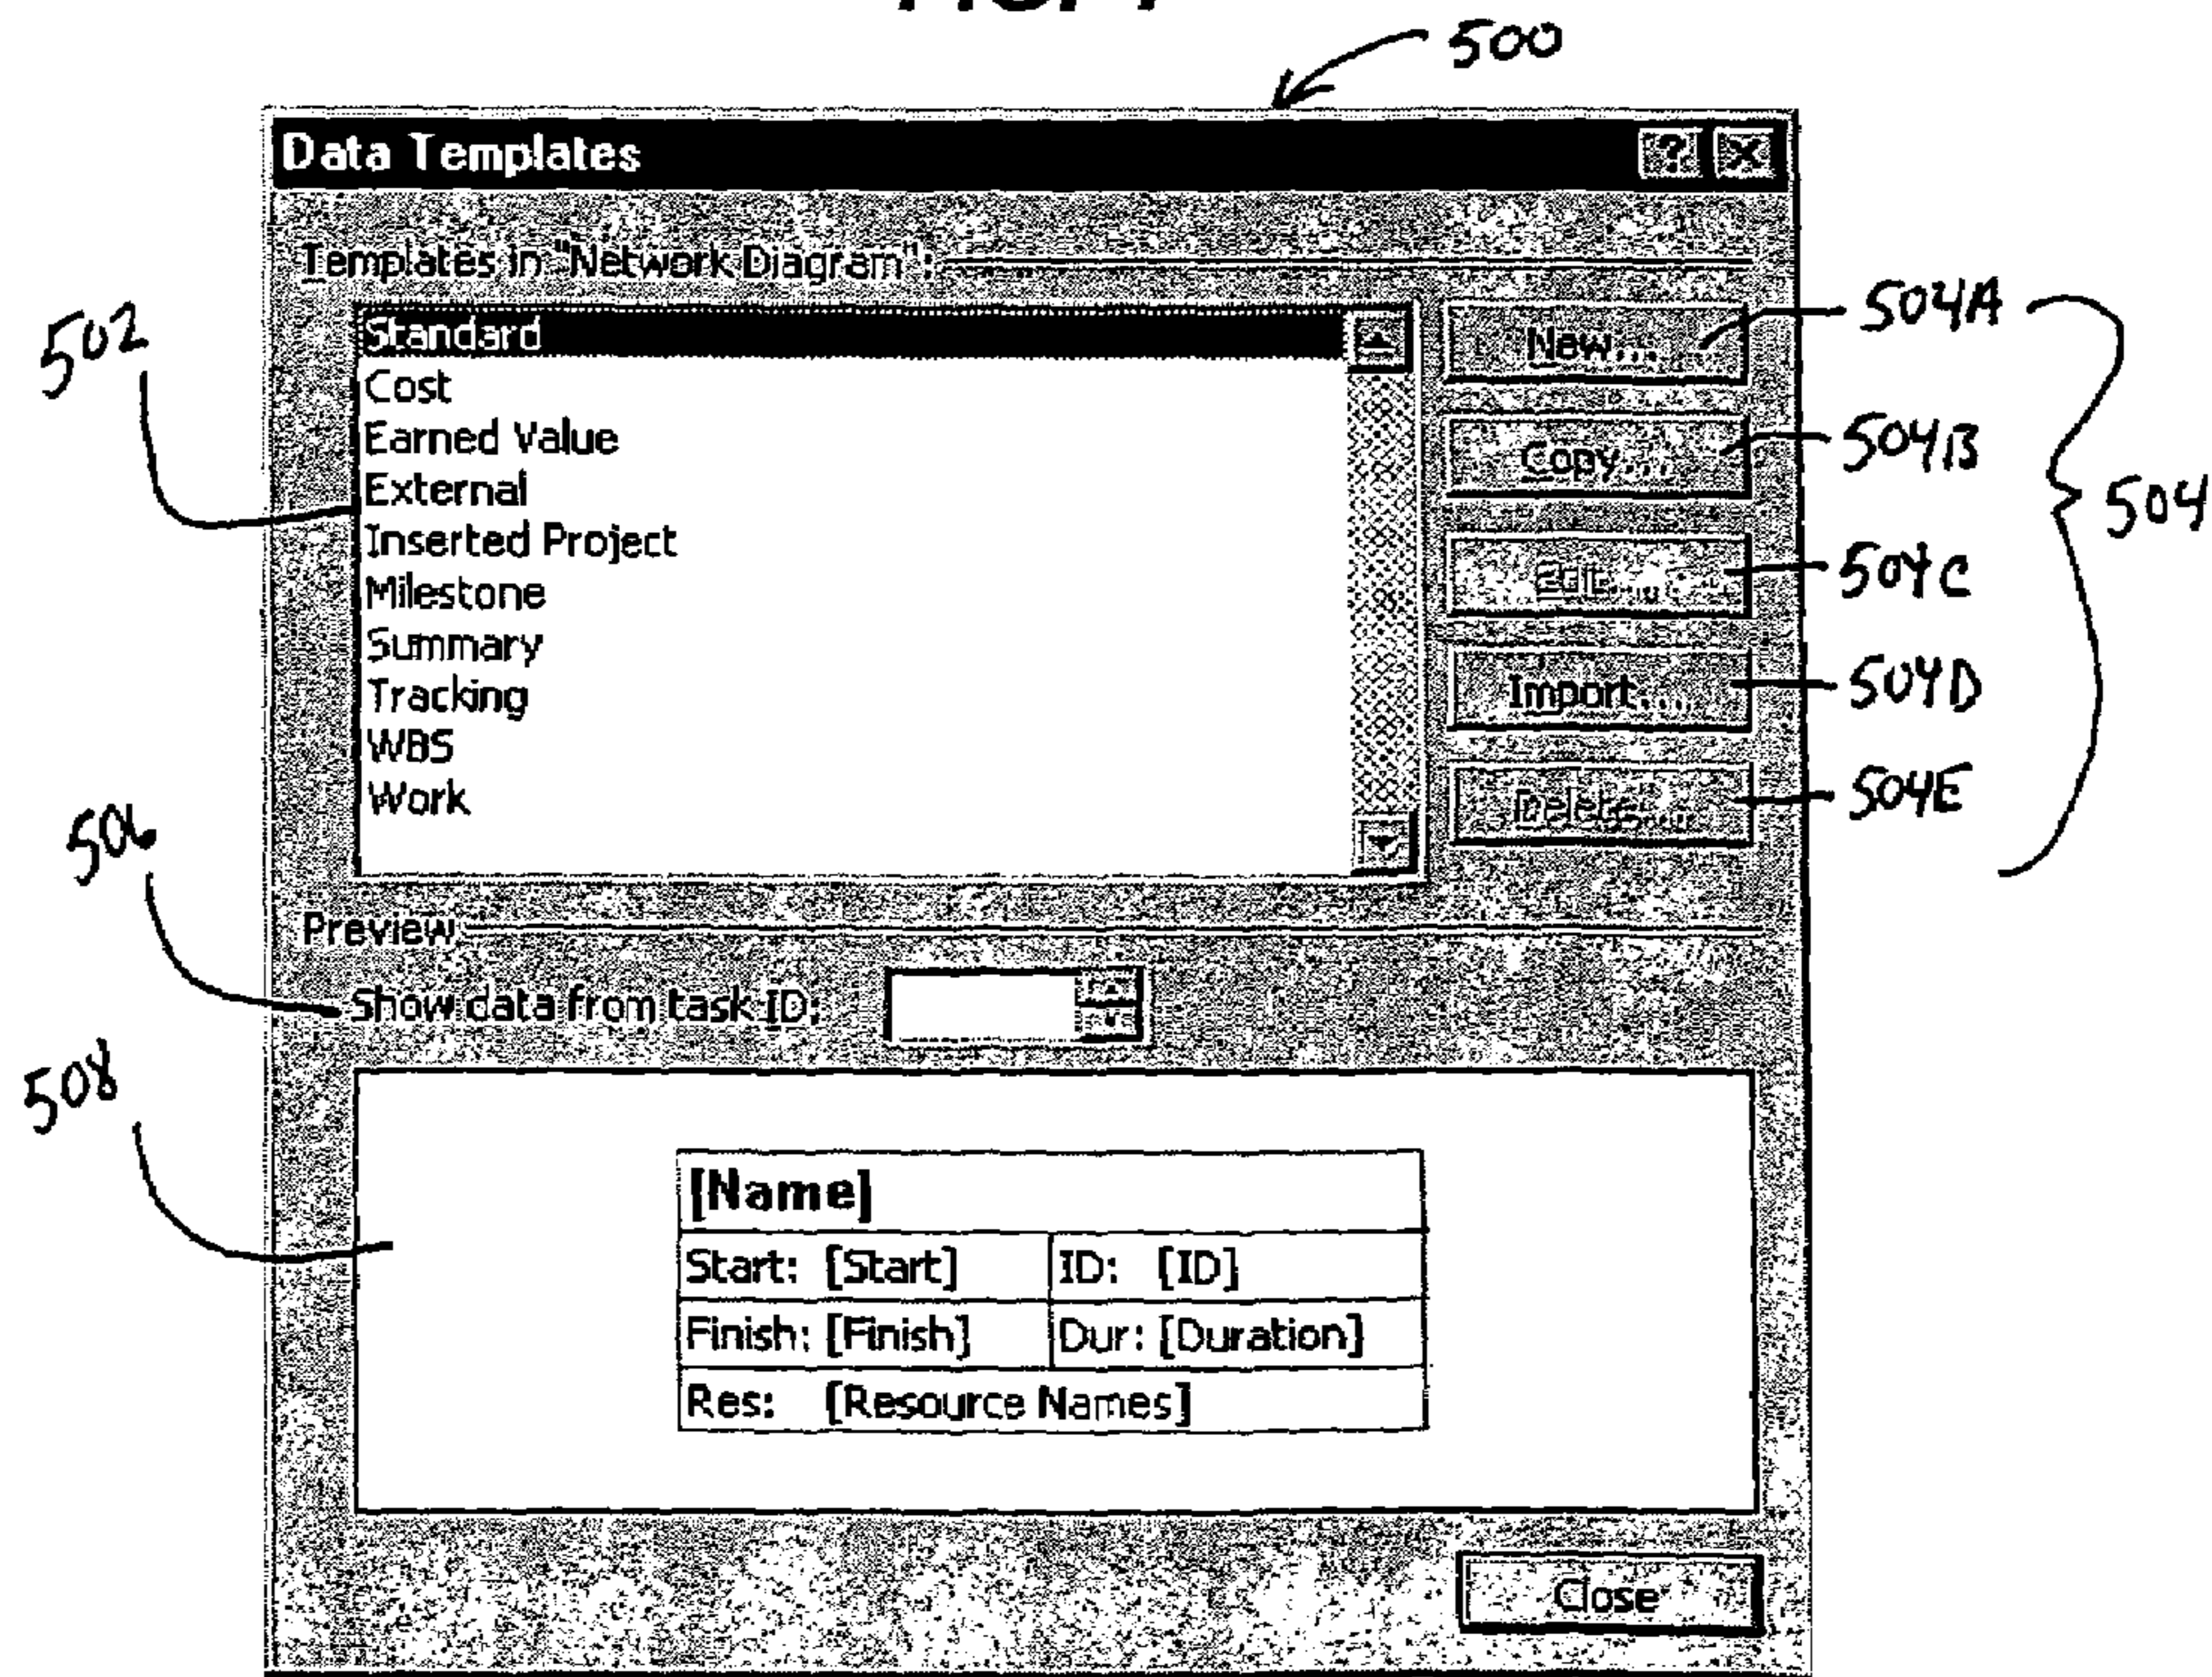 500
Data Templates
Templates in "Network Diagram":
502
Standard
Cost
Earned Value
External
Inserted Project
Milestone
Summary
Tracking
WBS
Work
New...
504A
Copy...
504B
Edit...
504C
Import...
504D
Delete...
504E
504
Preview
506
Show data from task ID:
508
[Name]
Start: [Start] ID: [ID]
Finish: [Finish] Dur: [Duration]
Res: [Resource Names]
Close